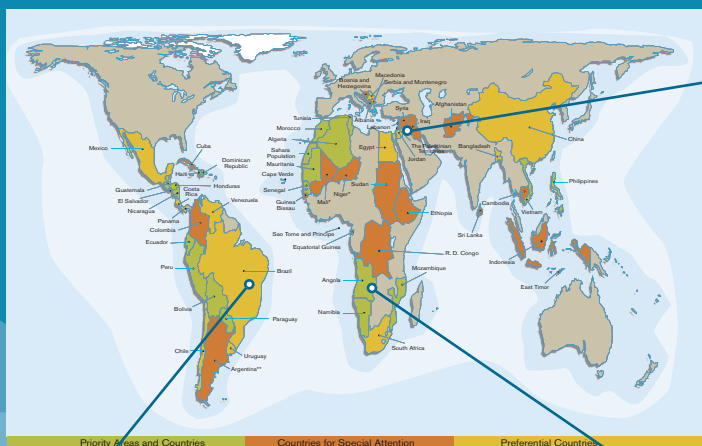 Macedonia
Bosnia and
Herzegovina
Serbia and Montenegro
Syria
Afghanistan
Tunisia
Albania
Iraq
Morocco
Lebanon
Algeria
Mexico
Cuba
Sahara
Population
Egypt
The Palestinian
Territories
Bangladesh
China
Dominican
Republic
Mauritania
Jordan
Haiti
Cape Verde
Philippines
Guatemala
Costa
Rica
Honduras
Senegal
Sudan
Niger*
El Salvador
Venezuela
Guinea
Bissau
Mali*
Cambodia
Nicaragua
Ethiopia
Vietnam
Panama
Colombia
Sao Tome and Principe
Sri Lanka
Ecuador
Equatorial Guinea
R. D. Congo
Indonesia
Peru
Brazil
Mozambique
Angola
East Timor
Bolivia
Namibia
Paraguay
Chile
Uruguay
South Africa
Argentina**
Priority Areas and Countries
Countries for Special Attention
Preferential Countries